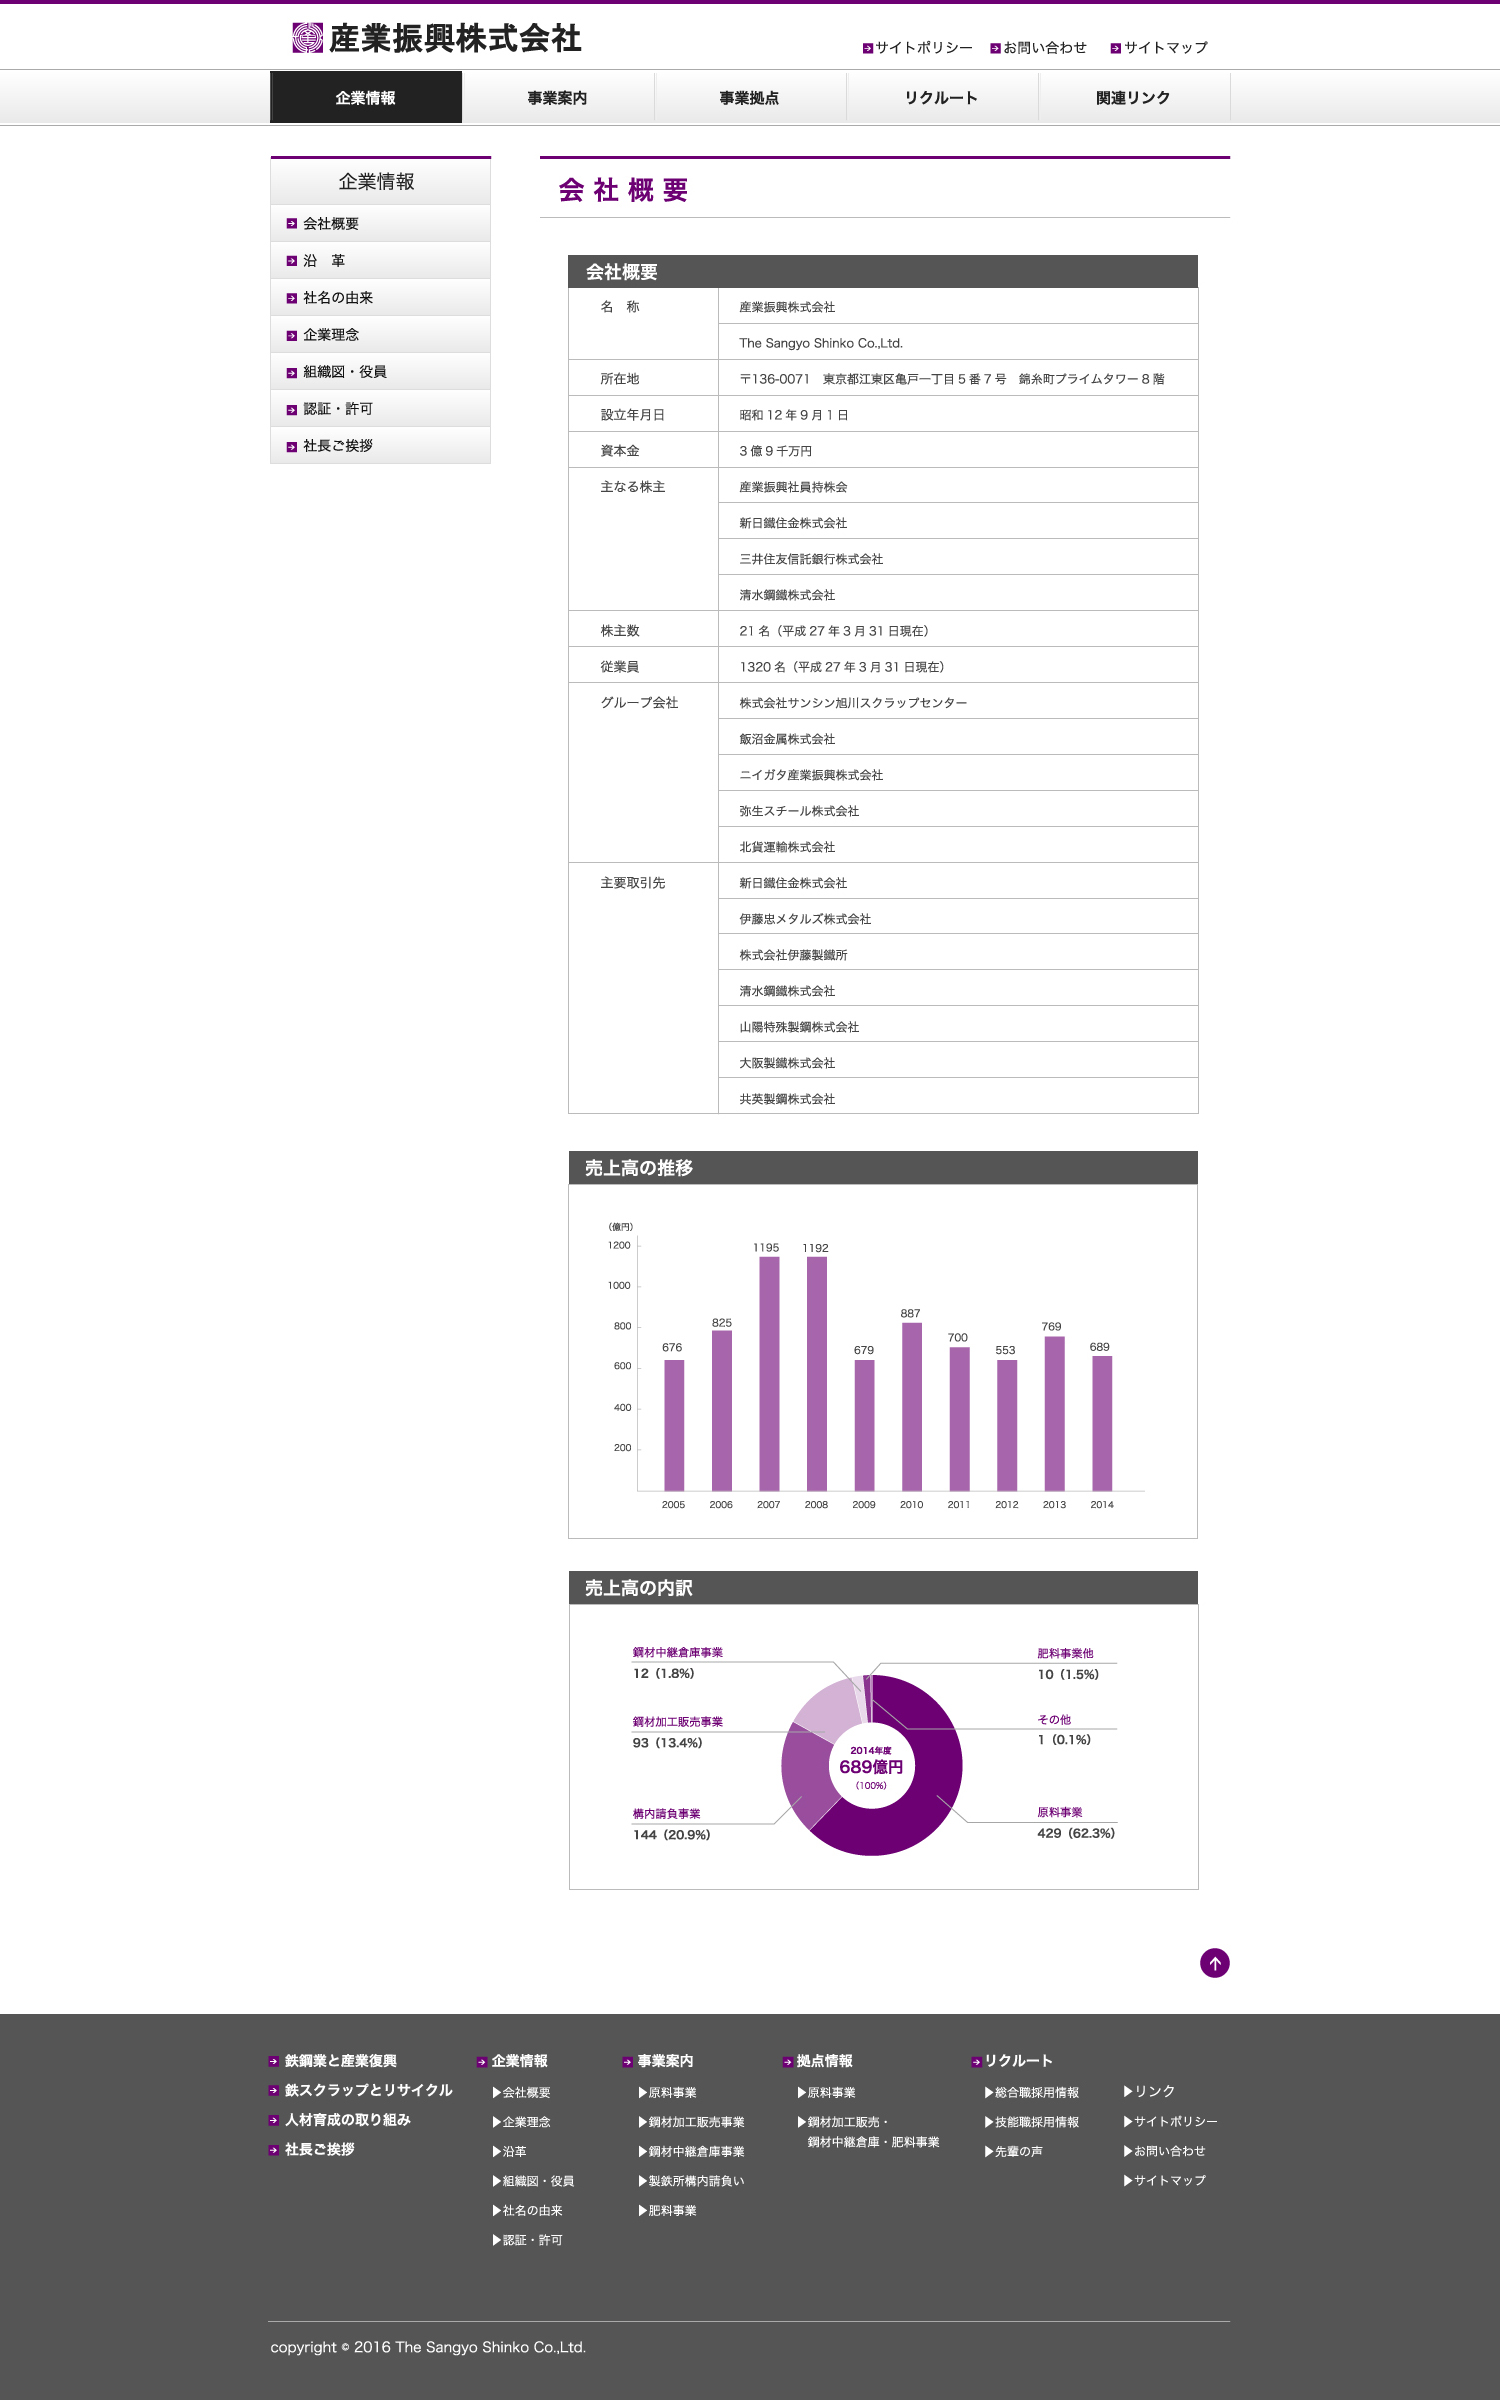 産業振興株式会社
サイトポリシー お問い合わせ サイトマップ
企業情報 事業案内 事業拠点 リクルート 関連リンク
企業情報
会社概要
沿　革
社名の由来
企業理念
組織図・役員
認証・許可
社長ご挨拶
会社概要
会社概要
名　称 産業振興株式会社
The Sangyo Shinko Co.,Ltd.
所在地 〒136-0071　東京都江東区亀戸一丁目5番7号　錦糸町プライムタワー8階
設立年月日 昭和12年9月1日
資本金 3億9千万円
主なる株主 産業振興社員持株会
新日鐵住金株式会社
三井住友信託銀行株式会社
清水鋼鐵株式会社
株主数 21名（平成27年3月31日現在）
従業員 1320名（平成27年3月31日現在）
グループ会社 株式会社サンシン旭川スクラップセンター
飯沼金属株式会社
ニイガタ産業振興株式会社
弥生スチール株式会社
北貨運輸株式会社
主要取引先 新日鐵住金株式会社
伊藤忠メタルズ株式会社
株式会社伊藤製鐵所
清水鋼鐵株式会社
山陽特殊製鋼株式会社
大阪製鐵株式会社
共英製鋼株式会社
売上高の推移
（億円）
1200
1000
800
600
400
200
676 825 1195 1192 679 887 700 553 769 689
2005 2006 2007 2008 2009 2010 2011 2012 2013 2014
売上高の内訳
鋼材中継倉庫事業
12（1.8%）
鋼材加工販売事業
93（13.4%）
構内請負事業
144（20.9%）
2014年度
689億円
（100%）
肥料事業他
10（1.5%）
その他
1（0.1%）
原料事業
429（62.3%）
鉄鋼業と産業復興
鉄スクラップとリサイクル
人材育成の取り組み
社長ご挨拶
企業情報
▶会社概要
▶企業理念
▶沿革
▶組織図・役員
▶社名の由来
▶認証・許可
事業案内
▶原料事業
▶鋼材加工販売事業
▶鋼材中継倉庫事業
▶製鉄所構内請負い
▶肥料事業
拠点情報
▶原料事業
▶鋼材加工販売・
鋼材中継倉庫・肥料事業
リクルート
▶総合職採用情報
▶技能職採用情報
▶先輩の声
▶リンク
▶サイトポリシー
▶お問い合わせ
▶サイトマップ
copyright © 2016 The Sangyo Shinko Co.,Ltd.